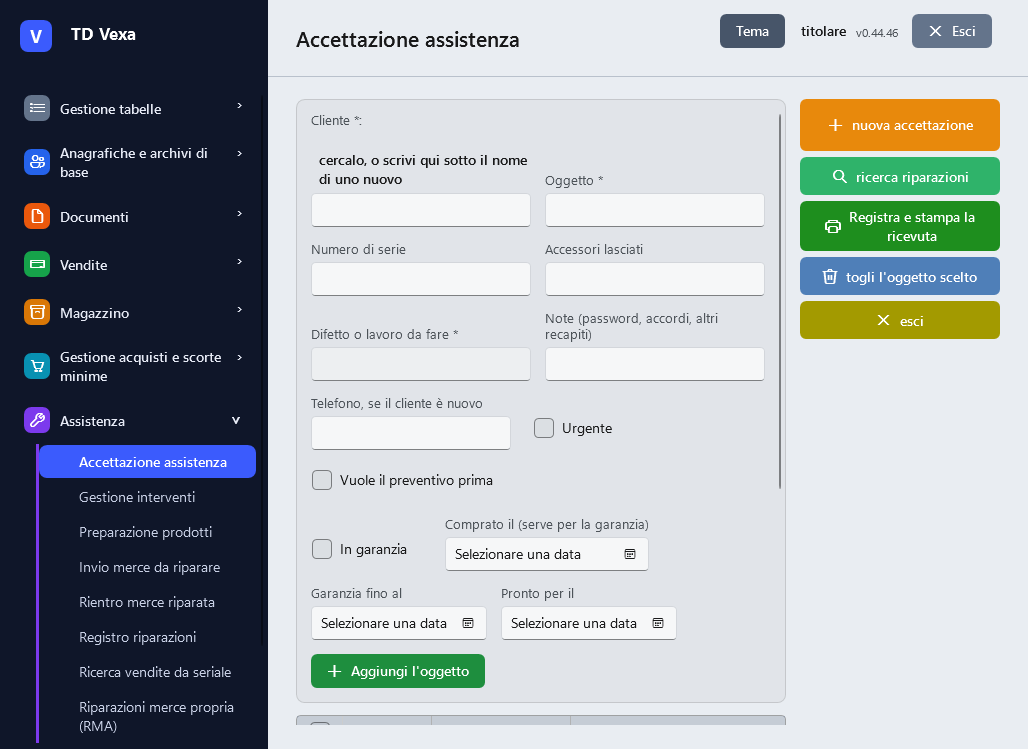 V
TD Vexa
Gestione tabelle
Anagrafiche e archivi di
base
Documenti
Vendite
Magazzino
Gestione acquisti e scorte
minime
Assistenza
Accettazione assistenza
Gestione interventi
Preparazione prodotti
Invio merce da riparare
Rientro merce riparata
Registro riparazioni
Ricerca vendite da seriale
Riparazioni merce propria
(RMA)
Accettazione assistenza
Tema
titolare
v0.44.46
Esci
Cliente *:
cercalo, o scrivi qui sotto il nome
di uno nuovo
Oggetto *
Numero di serie
Accessori lasciati
Difetto o lavoro da fare *
Note (password, accordi, altri
recapiti)
Telefono, se il cliente è nuovo
Urgente
Vuole il preventivo prima
In garanzia
Comprato il (serve per la garanzia)
Selezionare una data
Garanzia fino al
Selezionare una data
Pronto per il
Selezionare una data
Aggiungi l'oggetto
nuova accettazione
ricerca riparazioni
Registra e stampa la
ricevuta
togli l'oggetto scelto
esci